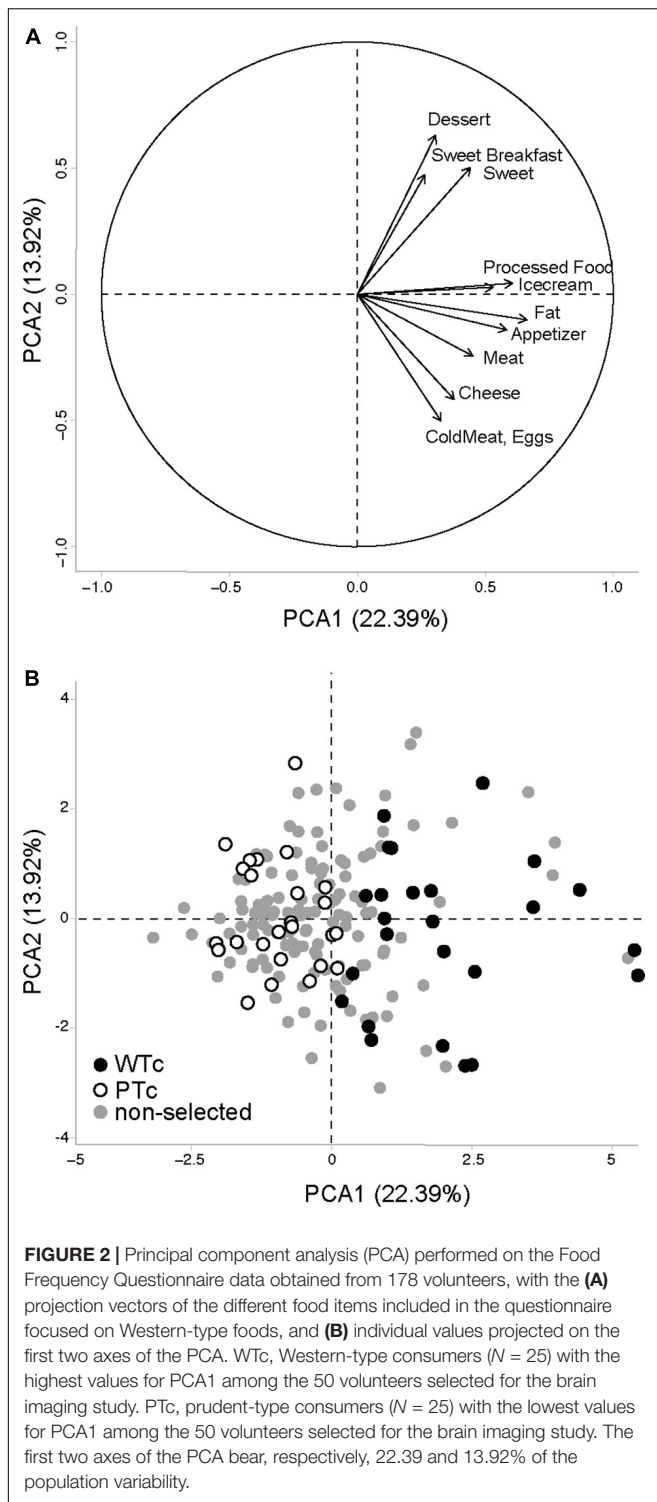 A
1.0
0.5
0.0
-0.5
-1.0
PCA2 (13.92%)
Dessert
Sweet Breakfast
Sweet
Processed Food
Icecream
Fat
Appetizer
Meat
Cheese
ColdMeat, Eggs
-1.0 -0.5 0.0 0.5 1.0
PCA1 (22.39%)
B
4
2
0
-2
-4
PCA2 (13.92%)
WTc
PTc
non-selected
-5 -2.5 0 2.5 5
PCA1 (22.39%)
FIGURE 2 | Principal component analysis (PCA) performed on the Food
Frequency Questionnaire data obtained from 178 volunteers, with the (A)
projection vectors of the different food items included in the questionnaire
focused on Western-type foods, and (B) individual values projected on the
first two axes of the PCA. WTc, Western-type consumers (N = 25) with the
highest values for PCA1 among the 50 volunteers selected for the brain
imaging study. PTc, prudent-type consumers (N = 25) with the lowest values
for PCA1 among the 50 volunteers selected for the brain imaging study. The
first two axes of the PCA bear, respectively, 22.39 and 13.92% of the
population variability.